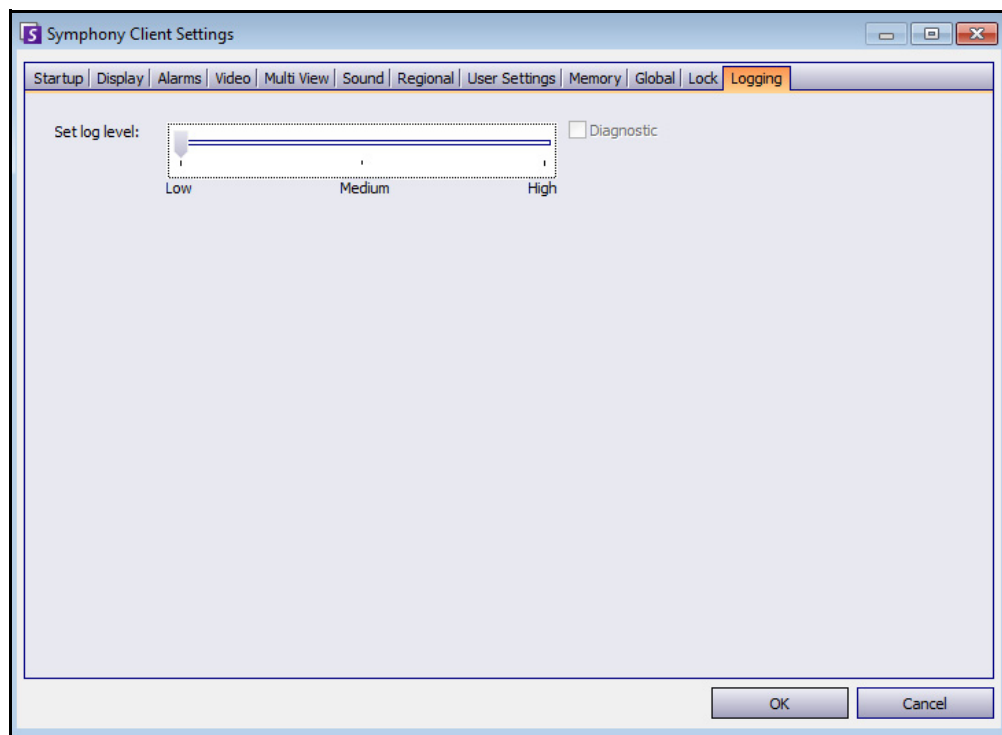 Symphony Client Settings
Startup Display Alarms Video Multi View Sound Regional User Settings Memory Global Lock Logging
Set log level: Diagnostic
Low Medium High
OK Cancel